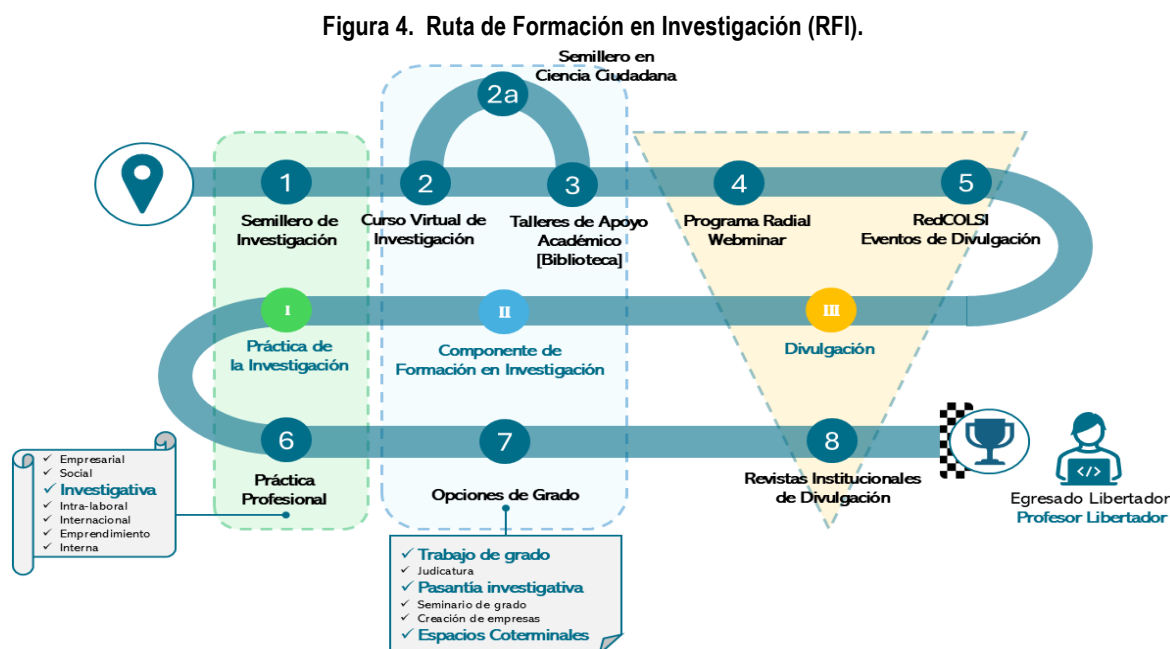 Figura 4. Ruta de Formación en Investigación (RFI).
Semillero en
Ciencia Ciudadana
2a
1
2
3
4
5
Semillero de
Investigación
Curso Virtual de
Investigación
Talleres de Apoyo
Académico
[Biblioteca]
Programa Radial
Webminar
RedCOLSI
Eventos de Divulgación
I
II
III
Práctica de
la Investigación
Componente de
Formación en Investigación
Divulgación
6
7
8
Práctica
Profesional
Opciones de Grado
Revistas Institucionales
de Divulgación
Egresado Libertador
Profesor Libertador
✓ Empresarial
✓ Social
✓ Investigativa
✓ Intra-laboral
✓ Internacional
✓ Emprendimiento
✓ Interna
✓ Trabajo de grado
✓ Judicatura
✓ Pasantía investigativa
✓ Seminario de grado
✓ Creación de empresas
✓ Espacios Coterminales